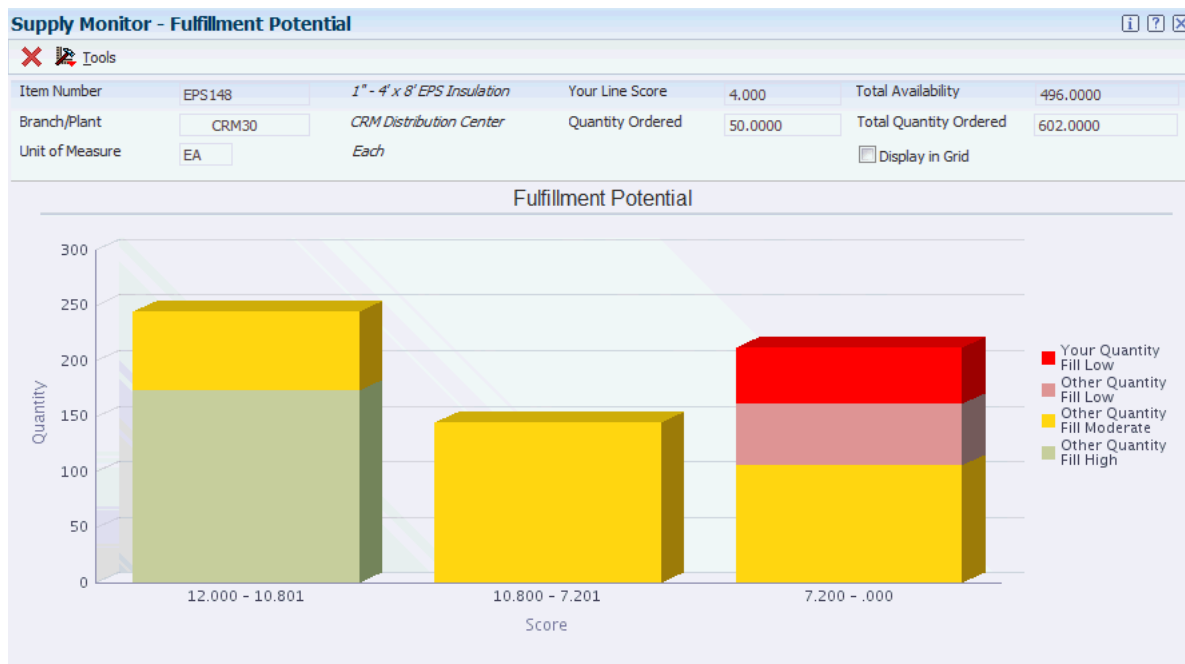 Supply Monitor - Fulfillment Potential
Tools
Item Number EPS148 1" - 4' x 8' EPS Insulation Your Line Score 4.000 Total Availability 496.0000
Branch/Plant CRM30 CRM Distribution Center Quantity Ordered 50.0000 Total Quantity Ordered 602.0000
Unit of Measure EA Each Display in Grid
Fulfillment Potential
300
250
200
150
100
50
0
Quantity
12.000 - 10.801 10.800 - 7.201 7.200 - .000
Score
Your Quantity
Fill Low
Other Quantity
Fill Low
Other Quantity
Fill Moderate
Other Quantity
Fill High